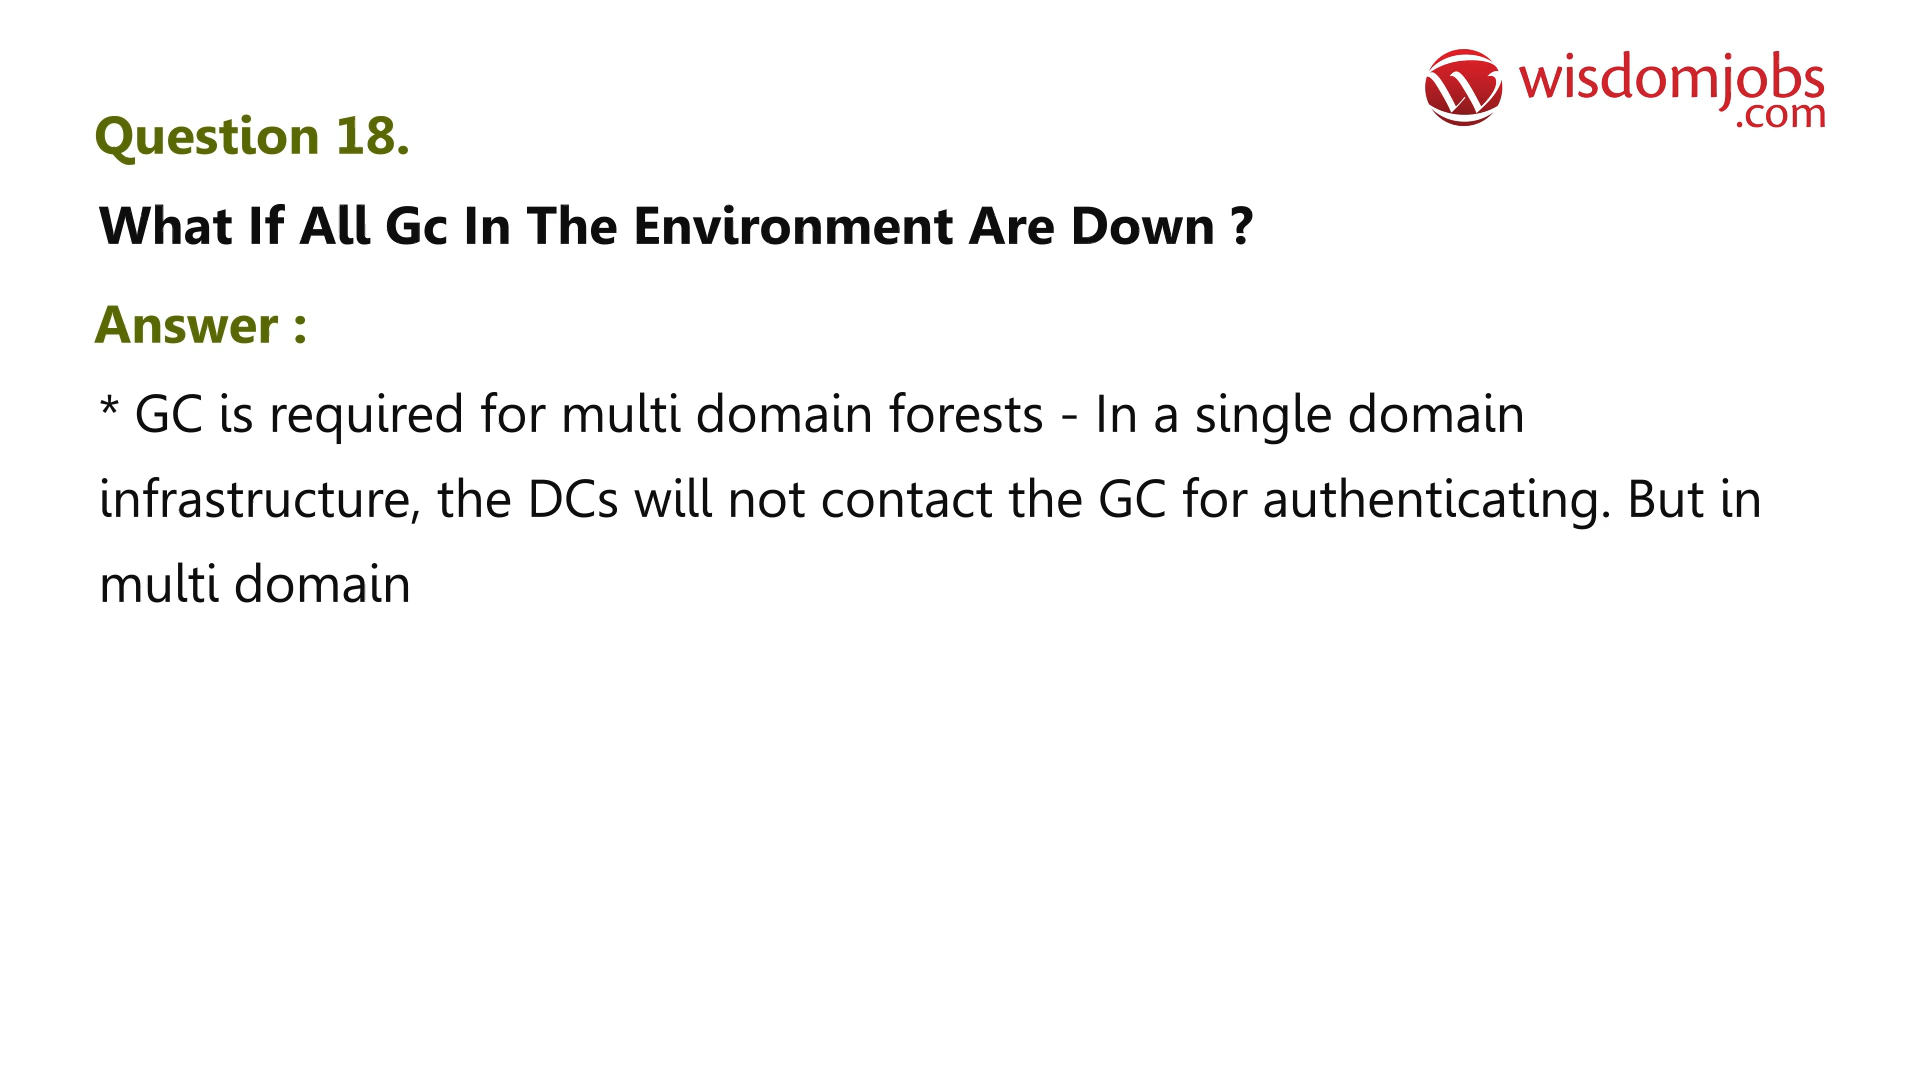 wisdomjobs
.com
Question 18.
What If All Gc In The Environment Are Down ?
Answer :
* GC is required for multi domain forests - In a single domain
infrastructure, the DCs will not contact the GC for authenticating. But in
multi domain